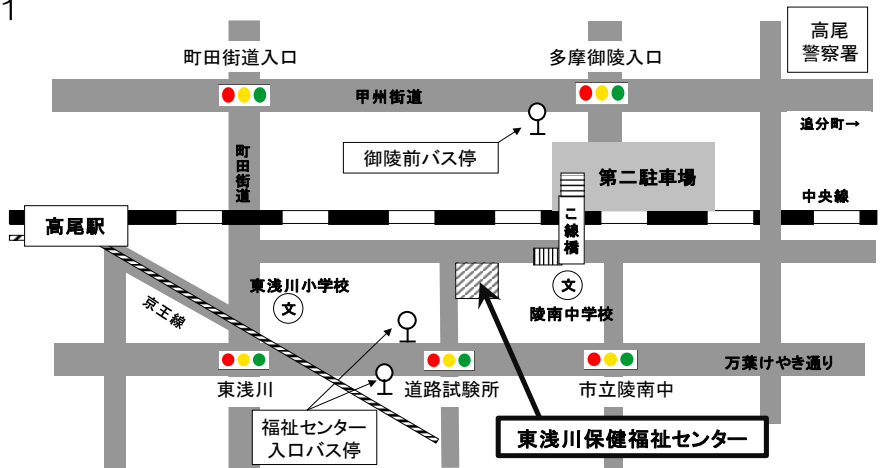 1
高尾
警察署
町田街道入口
多摩御陵入口
甲州街道
追分町→
御陵前バス停
町田街道
第二駐車場
中央線
高尾駅
こ線橋
東浅川小学校
文
文
陵南中学校
京王線
万葉けやき通り
東浅川
道路試験所
市立陵南中
福祉センター
入口バス停
東浅川保健福祉センター